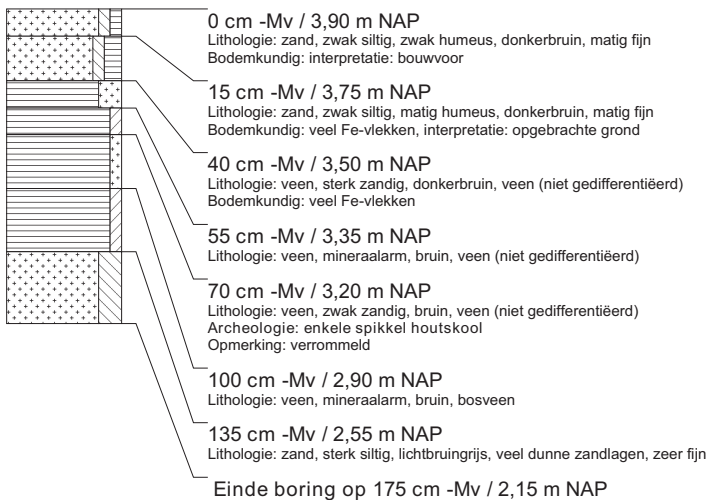 0 cm -Mv / 3,90 m NAP
Lithologie: zand, zwak siltig, zwak humeus, donkerbruin, matig fijn
Bodemkundig: interpretatie: bouwvoor
15 cm -Mv / 3,75 m NAP
Lithologie: zand, zwak siltig, matig humeus, donkerbruin, matig fijn
Bodemkundig: veel Fe-vlekken, interpretatie: opgebrachte grond
40 cm -Mv / 3,50 m NAP
Lithologie: veen, sterk zandig, donkerbruin, veen (niet gedifferentiëerd)
Bodemkundig: veel Fe-vlekken
55 cm -Mv / 3,35 m NAP
Lithologie: veen, mineraalarm, bruin, veen (niet gedifferentiëerd)
70 cm -Mv / 3,20 m NAP
Lithologie: veen, zwak zandig, bruin, veen (niet gedifferentiëerd)
Archeologie: enkele spikkel houtskool
Opmerking: verrommeld
100 cm -Mv / 2,90 m NAP
Lithologie: veen, mineraalarm, bruin, bosveen
135 cm -Mv / 2,55 m NAP
Lithologie: zand, sterk siltig, lichtbruingrijs, veel dunne zandlagen, zeer fijn
Einde boring op 175 cm -Mv / 2,15 m NAP